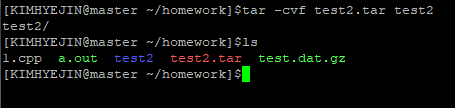 [KIMHYEJIN@master ~/homework]$tar -cvf test2.tar test2
test2/
[KIMHYEJIN@master ~/homework]$ls
1.cpp a.out test2 test2.tar test.dat.gz
[KIMHYEJIN@master ~/homework]$